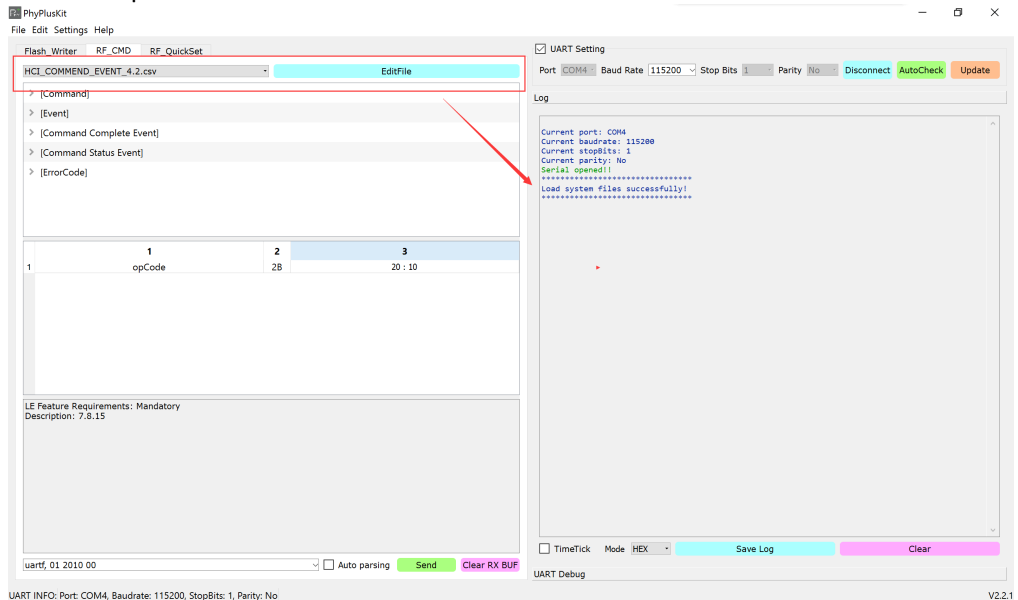 PhyPlusKit
File Edit Settings Help
Flash_Writer RF_CMD RF_QuickSet
HCI_COMMEND_EVENT_4.2.csv EditFile
[Command]
[Event]
[Command Complete Event]
[Command Status Event]
[ErrorCode]
1 2 3
1 opCode 2B 20 : 10
LE Feature Requirements: Mandatory
Description: 7.8.15
uartf, 01 2010 00 Auto parsing Send Clear RX BUF
UART Setting
Port COM4 Baud Rate 115200 Stop Bits 1 Parity No Disconnect AutoCheck Update
Log
Current port: COM4
Current baudrate: 115200
Current stopBits: 1
Current parity: No
Serial opened!!
********************************
Load system files successfully!
********************************
TimeTick Mode HEX Save Log Clear
UART Debug
UART INFO: Port: COM4, Baudrate: 115200, StopBits: 1, Parity: No V2.2.1